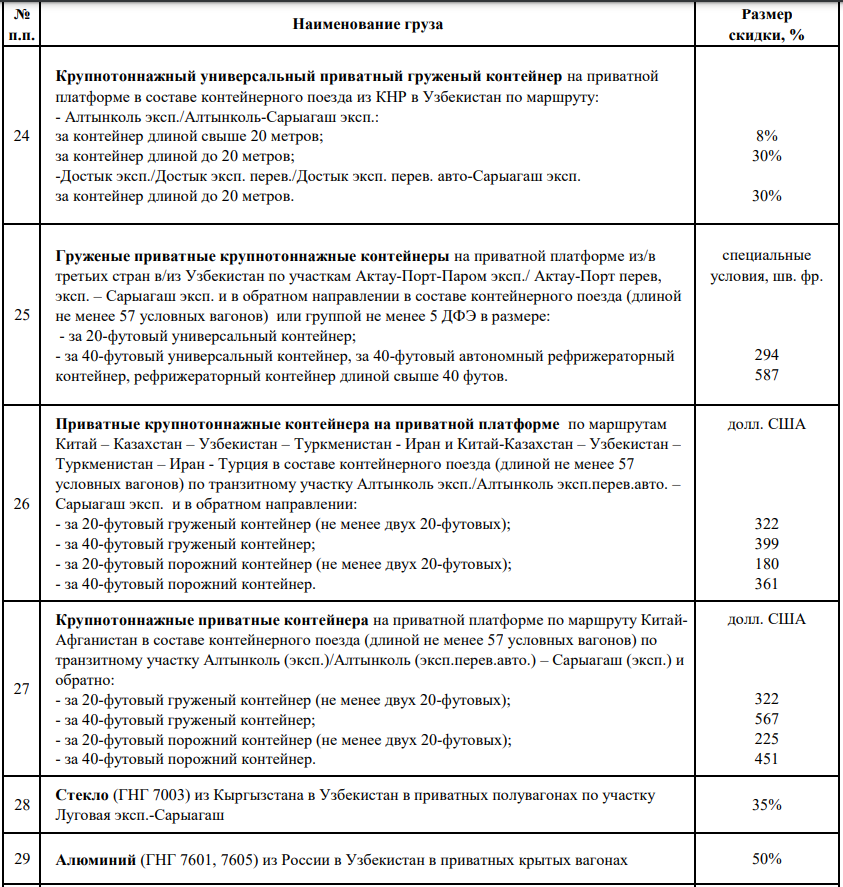 № п.п. Наименование груза Размер скидки, %
24
Крупнотоннажный универсальный приватный груженый контейнер на приватной
платформе в составе контейнерного поезда из КНР в Узбекистан по маршруту:
- Алтынколь эксп./Алтынколь-Сарыагаш эксп.:
за контейнер длиной свыше 20 метров; 8%
за контейнер длиной до 20 метров; 30%
-Достык эксп./Достык эксп. перев./Достык эксп. перев. авто-Сарыагаш эксп.
за контейнер длиной до 20 метров. 30%
25
Груженые приватные крупнотоннажные контейнеры на приватной платформе из/в специальные
третьих стран в/из Узбекистан по участкам Актау-Порт-Паром эксп./ Актау-Порт перев, условия, шв. фр.
эксп. – Сарыагаш эксп. и в обратном направлении в составе контейнерного поезда (длиной
не менее 57 условных вагонов) или группой не менее 5 ДФЭ в размере:
- за 20-футовый универсальный контейнер;
- за 40-футовый универсальный контейнер, за 40-футовый автономный рефрижераторный 294
контейнер, рефрижераторный контейнер длиной свыше 40 футов. 587
26
Приватные крупнотоннажные контейнера на приватной платформе по маршрутам долл. США
Китай – Казахстан – Узбекистан – Туркменистан - Иран и Китай-Казахстан – Узбекистан –
Туркменистан – Иран - Турция в составе контейнерного поезда (длиной не менее 57
условных вагонов) по транзитному участку Алтынколь эксп./Алтынколь эксп.перев.авто. –
Сарыагаш эксп. и в обратном направлении:
- за 20-футовый груженый контейнер (не менее двух 20-футовых); 322
- за 40-футовый груженый контейнер; 399
- за 20-футовый порожний контейнер (не менее двух 20-футовых); 180
- за 40-футовый порожний контейнер. 361
27
Крупнотоннажные приватные контейнера на приватной платформе по маршруту Китай- долл. США
Афганистан в составе контейнерного поезда (длиной не менее 57 условных вагонов) по
транзитному участку Алтынколь (эксп.)/Алтынколь (эксп.перев.авто.) – Сарыагаш (эксп.) и
обратно:
- за 20-футовый груженый контейнер (не менее двух 20-футовых); 322
- за 40-футовый груженый контейнер; 567
- за 20-футовый порожний контейнер (не менее двух 20-футовых); 225
- за 40-футовый порожний контейнер. 451
28
Стекло (ГНГ 7003) из Кыргызстана в Узбекистан в приватных полувагонах по участку
Луговая эксп.-Сарыагаш 35%
29 Алюминий (ГНГ 7601, 7605) из России в Узбекистан в приватных крытых вагонах 50%